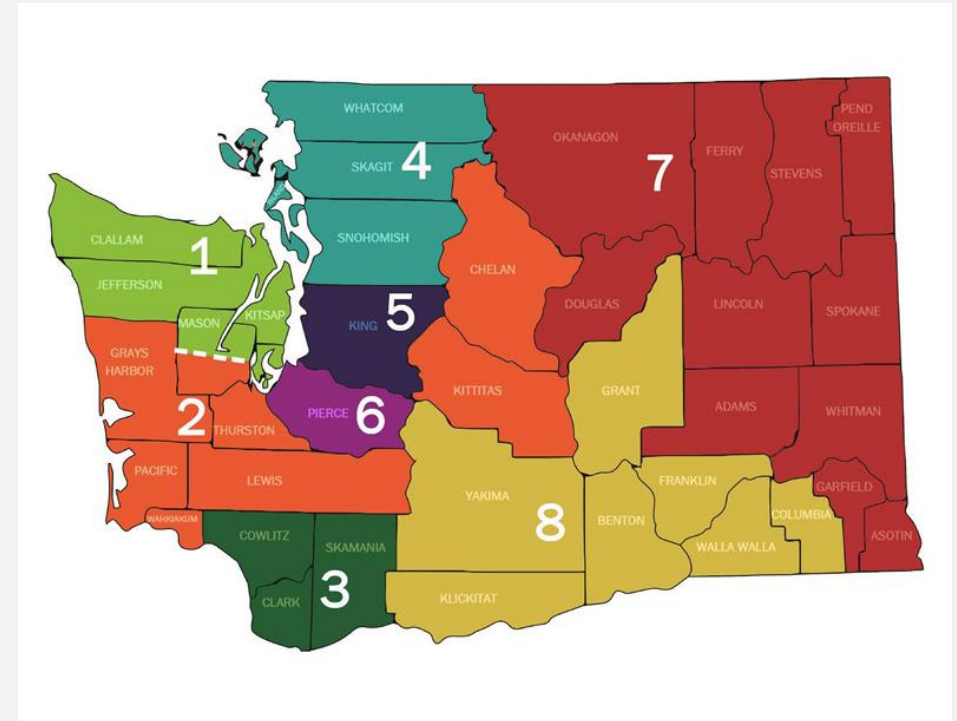 WHATCOM
SKAGIT
4
SNOHOMISH
ISLAND
OKANAGON
7
FERRY
STEVENS
PEND
OREILLE
CLALLAM
1
JEFFERSON
MASON
KITSAP
CHELAN
DOUGLAS
LINCOLN
SPOKANE
KING
5
GRAYS
HARBOR
2
THURSTON
PIERCE
6
KITTITAS
GRANT
ADAMS
WHITMAN
PACIFIC
LEWIS
WAHKIAKUM
YAKIMA
8
BENTON
FRANKLIN
WALLA WALLA
COLUMBIA
GARFIELD
ASOTIN
COWLITZ
SKAMANIA
3
CLARK
KLICKITAT